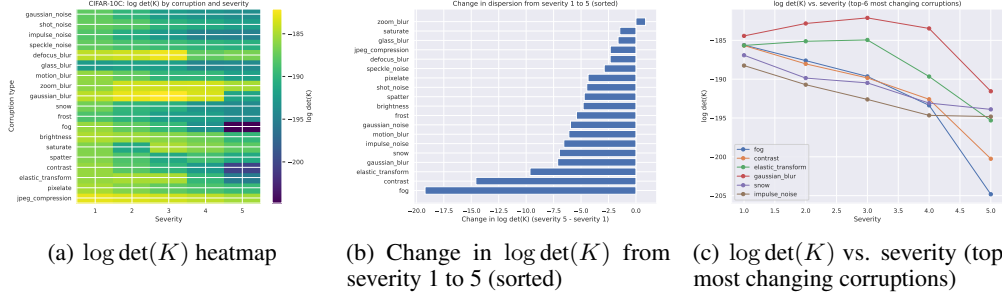 CIFAR-10C: log det(K) by corruption and severity
Corruption type
gaussian_noise
shot_noise
impulse_noise
speckle_noise
defocus_blur
glass_blur
motion_blur
zoom_blur
gaussian_blur
snow
frost
fog
brightness
saturate
spatter
contrast
elastic_transform
pixelate
jpeg_compression
1 2 3 4 5
Severity
−185
−190
−195
−200
log det(K)
Change in dispersion from severity 1 to 5 (sorted)
zoom_blur
saturate
glass_blur
jpeg_compression
defocus_blur
speckle_noise
pixelate
shot_noise
spatter
brightness
frost
gaussian_noise
motion_blur
impulse_noise
snow
gaussian_blur
elastic_transform
contrast
fog
−20.0 −17.5 −15.0 −12.5 −10.0 −7.5 −5.0 −2.5 0.0
Change in log det(K) (severity 5 - severity 1)
log det(K) vs. severity (top-6 most changing corruptions)
−185
−190
−195
−200
−205
log det(K)
fog
contrast
elastic_transform
gaussian_blur
snow
impulse_noise
1.0 1.5 2.0 2.5 3.0 3.5 4.0 4.5 5.0
Severity
(a) log det(K) heatmap
(b) Change in log det(K) from
severity 1 to 5 (sorted)
(c) log det(K) vs. severity (top
most changing corruptions)